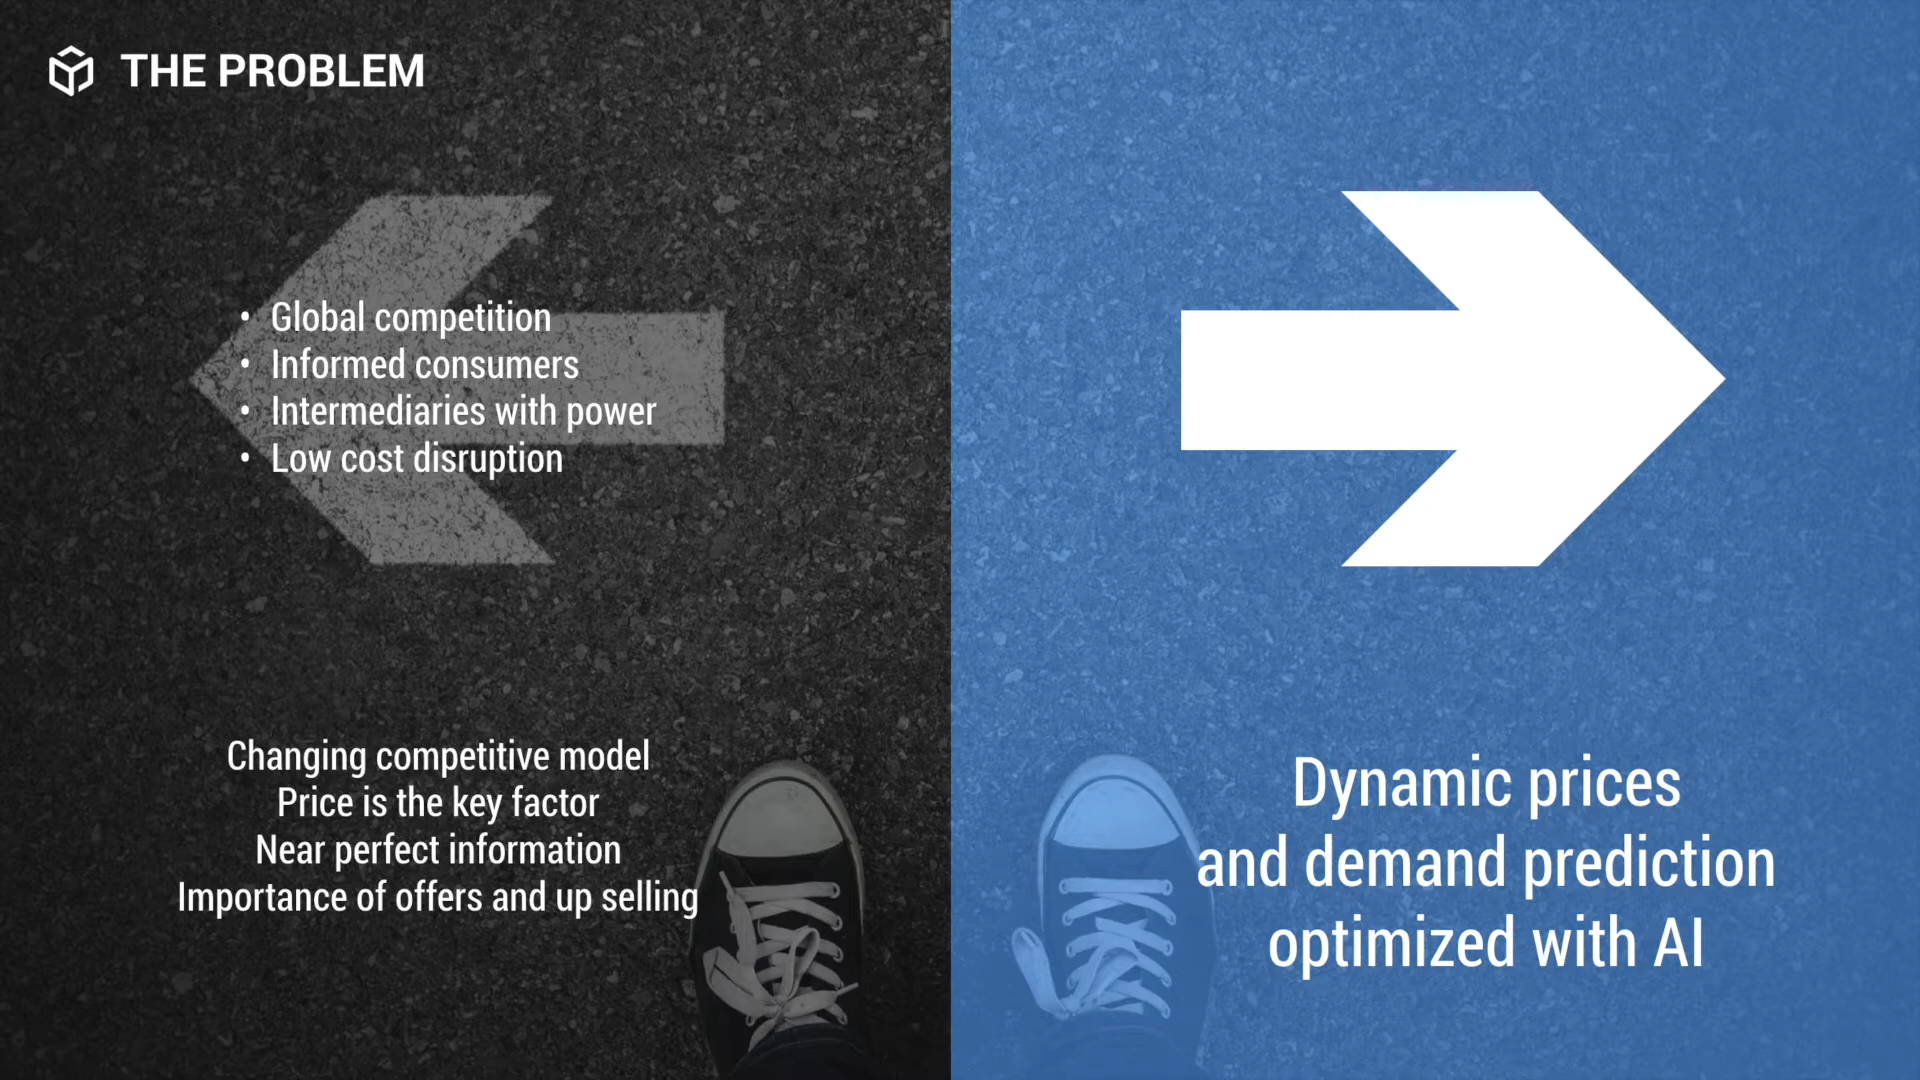 THE PROBLEM
• Global competition
• Informed consumers
• Intermediaries with power
• Low cost disruption
Changing competitive model
Price is the key factor
Near perfect information
Importance of offers and up selling
Dynamic prices
and demand prediction
optimized with AI